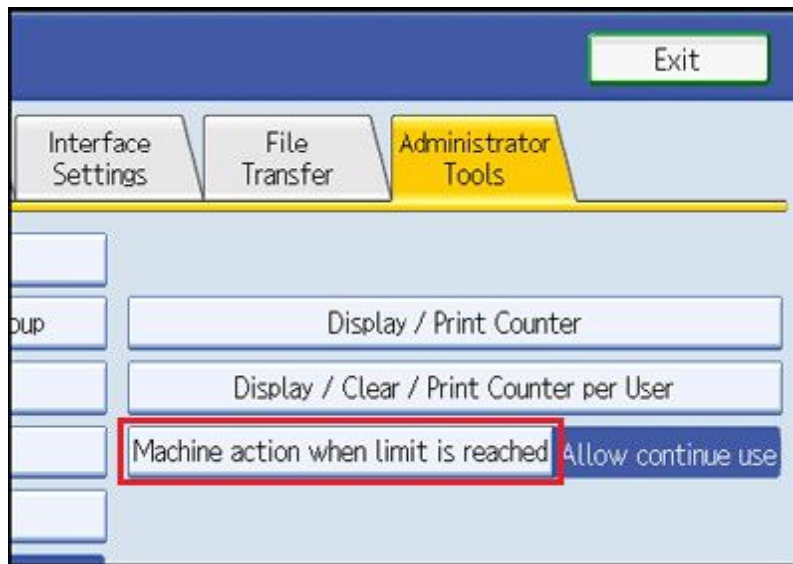 Exit
Interface
Settings
File
Transfer
Administrator
Tools
oup
Display / Print Counter
Display / Clear / Print Counter per User
Machine action when limit is reached
Allow continue use